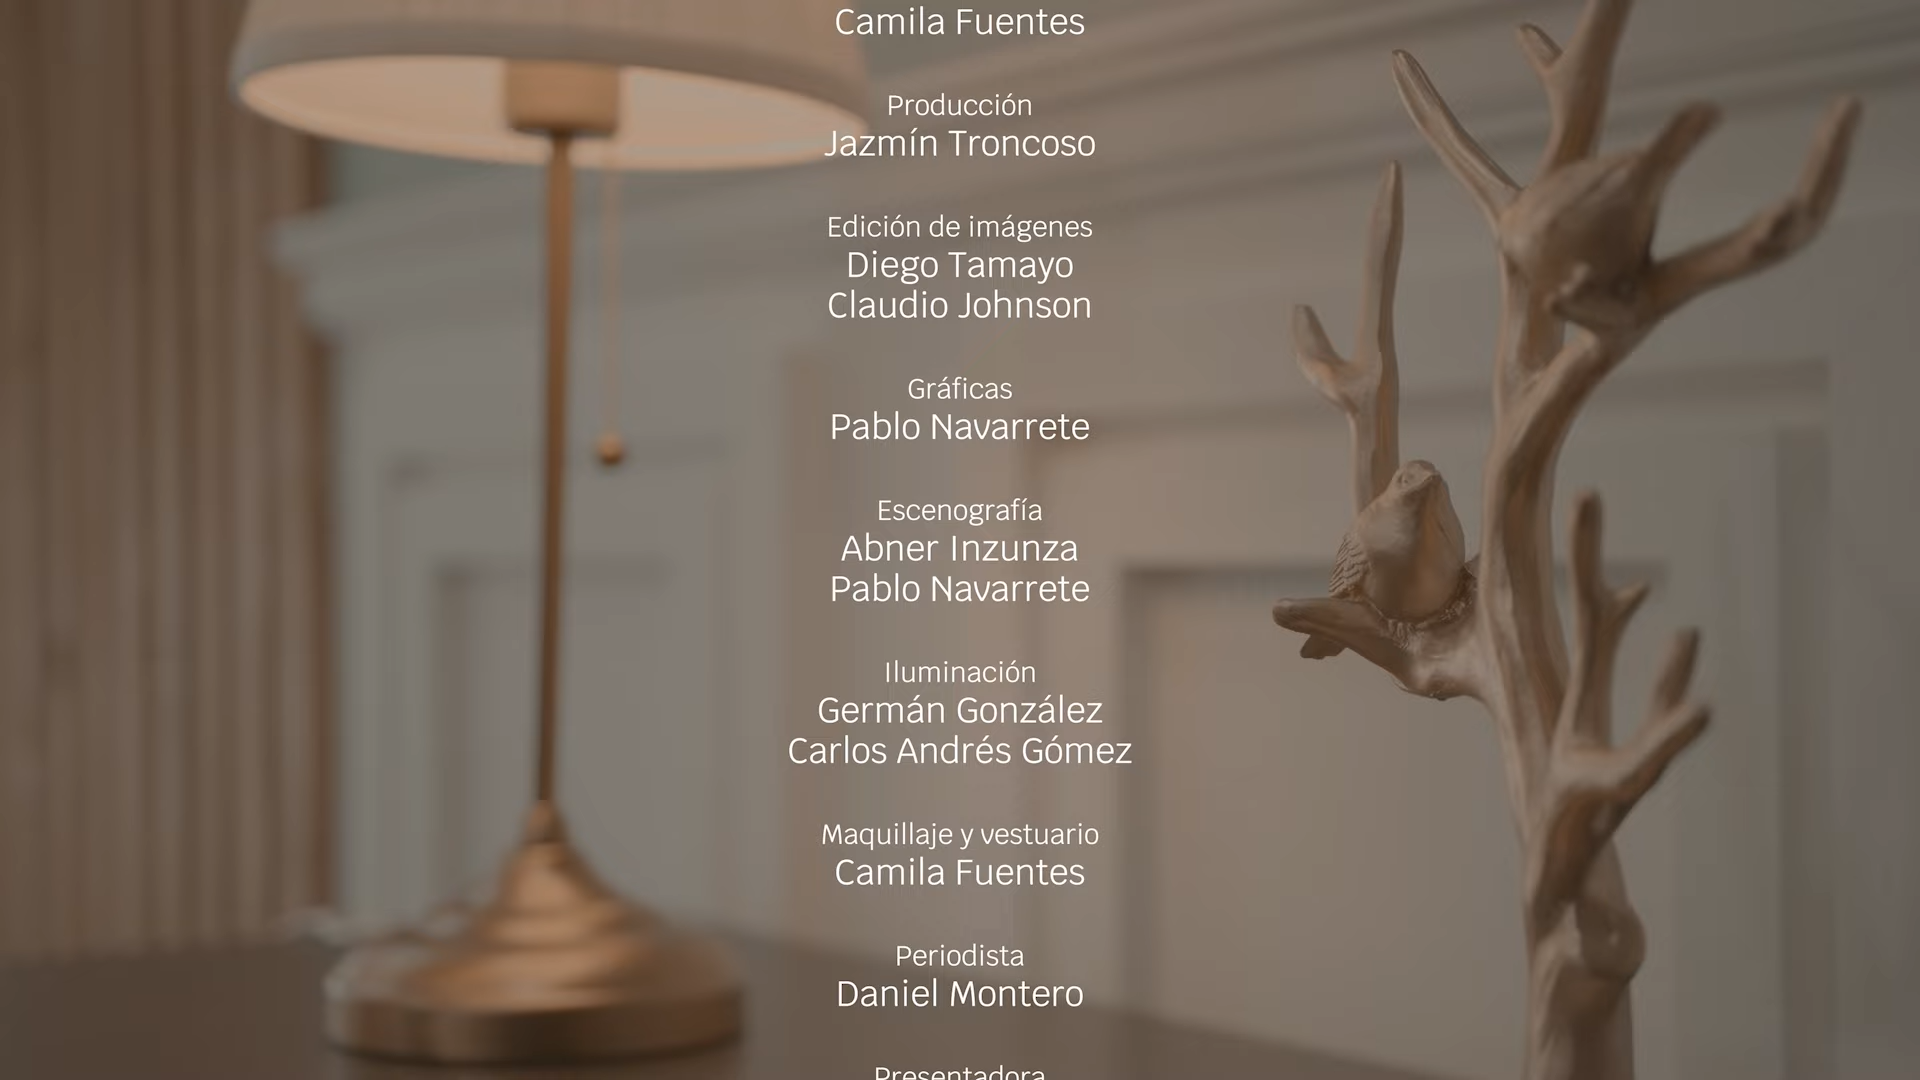 Camila Fuentes
Producción
Jazmín Troncoso
Edición de imágenes
Diego Tamayo
Claudio Johnson
Gráficas
Pablo Navarrete
Escenografía
Abner Inzunza
Pablo Navarrete
Iluminación
Germán González
Carlos Andrés Gómez
Maquillaje y vestuario
Camila Fuentes
Periodista
Daniel Montero
Presentadora